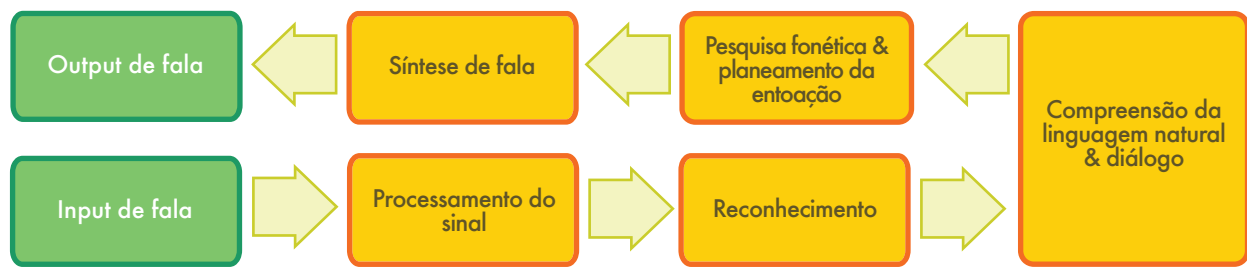 Output de fala
Síntese de fala
Pesquisa fonética &
planeamento da
entoação
Compreensão da
linguagem natural
& diálogo
Input de fala
Processamento do
sinal
Reconhecimento